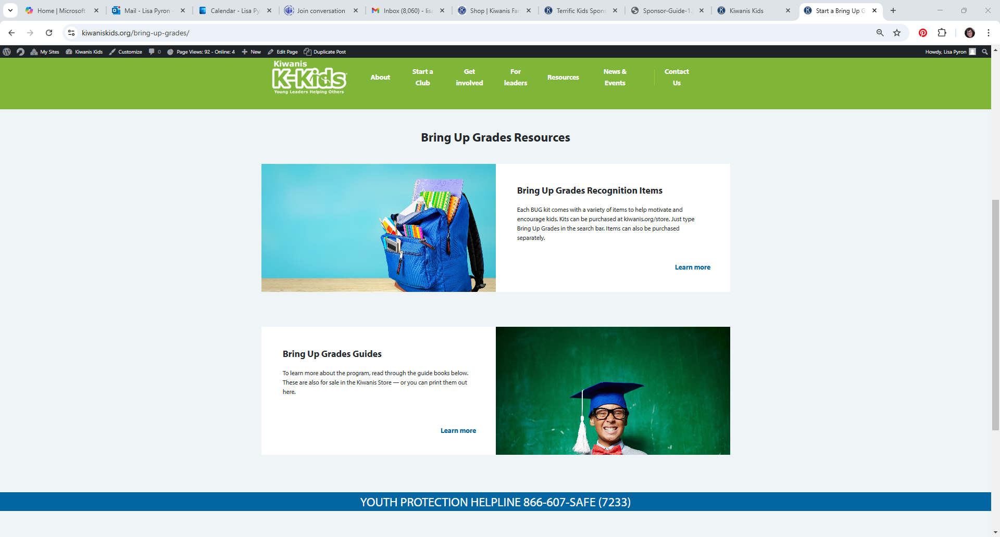 Home | Microsoft
Mail - Lisa Pyron -
Calendar - Lisa Py
Join conversation
Inbox (8,060) - lisa
Shop | Kiwanis Fa
Terrific Kids Spons
Sponsor-Guide-1.
Kiwanis Kids
Start a Bring Up G
kiwaniskids.org/bring-up-grades/
My Sites
Kiwanis Kids
Customize
0
Page Views: 92 - Online: 4
New
Edit Page
Duplicate Post
Howdy, Lisa Pyron
Kiwanis
K-Kids
Young Leaders Helping Others
About
Start a
Club
Get
involved
For
leaders
Resources
News &
Events
Contact
Us
Bring Up Grades Resources
Bring Up Grades Recognition Items
Each BUG kit comes with a variety of items to help motivate and
encourage kids. Kits can be purchased at kiwanis.org/store. Just type
Bring Up Grades in the search bar. Items can also be purchased
separately.
Learn more
Bring Up Grades Guides
To learn more about the program, read through the guide books below.
These are also for sale in the Kiwanis Store — or you can print them out
here.
Learn more
YOUTH PROTECTION HELPLINE 866-607-SAFE (7233)